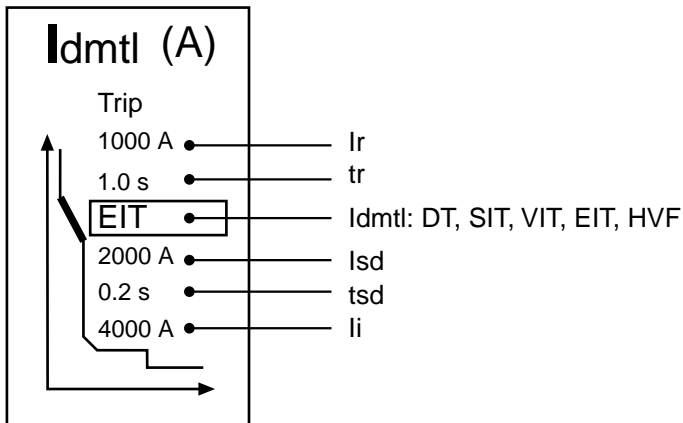 Idmtl (A)
Trip
1000 A Ir
1.0 s tr
EIT Idmtl: DT, SIT, VIT, EIT, HVF
2000 A Isd
0.2 s tsd
4000 A Ii